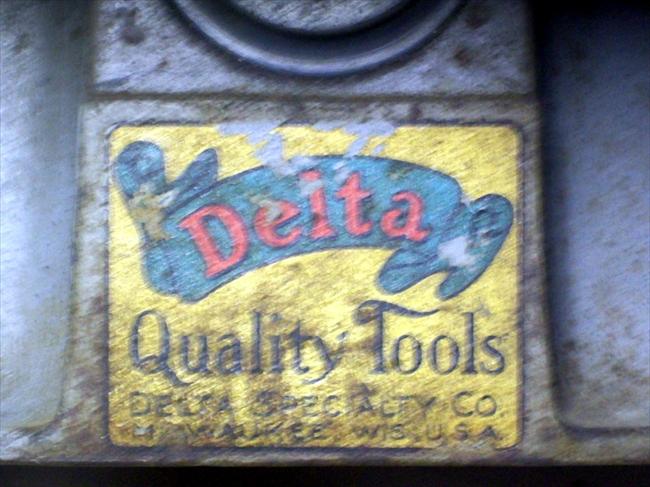 Delta
Quality Tools
DELTA SPECIALTY CO
MILWAUKEE WIS. U.S.A.